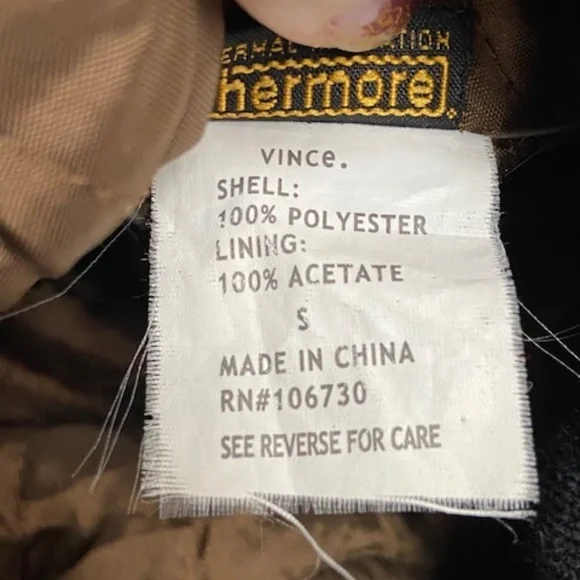 hermore
VINCe.
SHELL:
100% POLYESTER
LINING:
100% ACETATE
S
MADE IN CHINA
RN#106730
SEE REVERSE FOR CARE